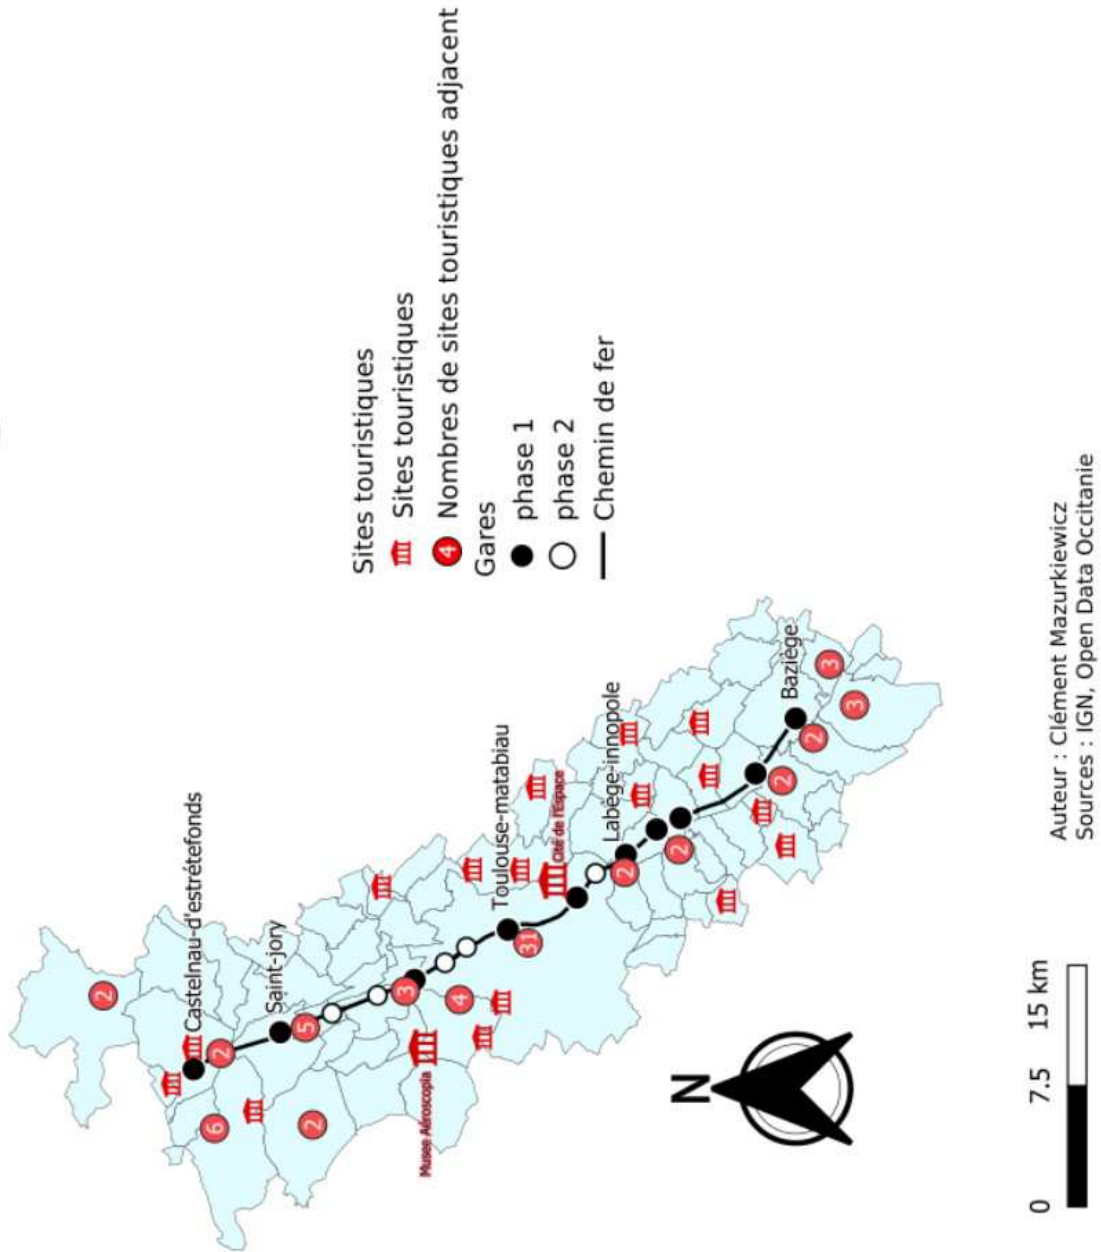 2
Castelnau-d'estrétefonds
6
2
Saint-jory
5
2
3
Musee Aéroscopia
4
Toulouse-matabiau
31
Cité de l'Espace
Labège-innopole
2
2
2
Baziège
2
3
3
Sites touristiques
Sites touristiques
4 Nombres de sites touristiques adjacent
Gares
phase 1
phase 2
Chemin de fer
N
0 7.5 15 km
Auteur : Clément Mazurkiewicz
Sources : IGN, Open Data Occitanie